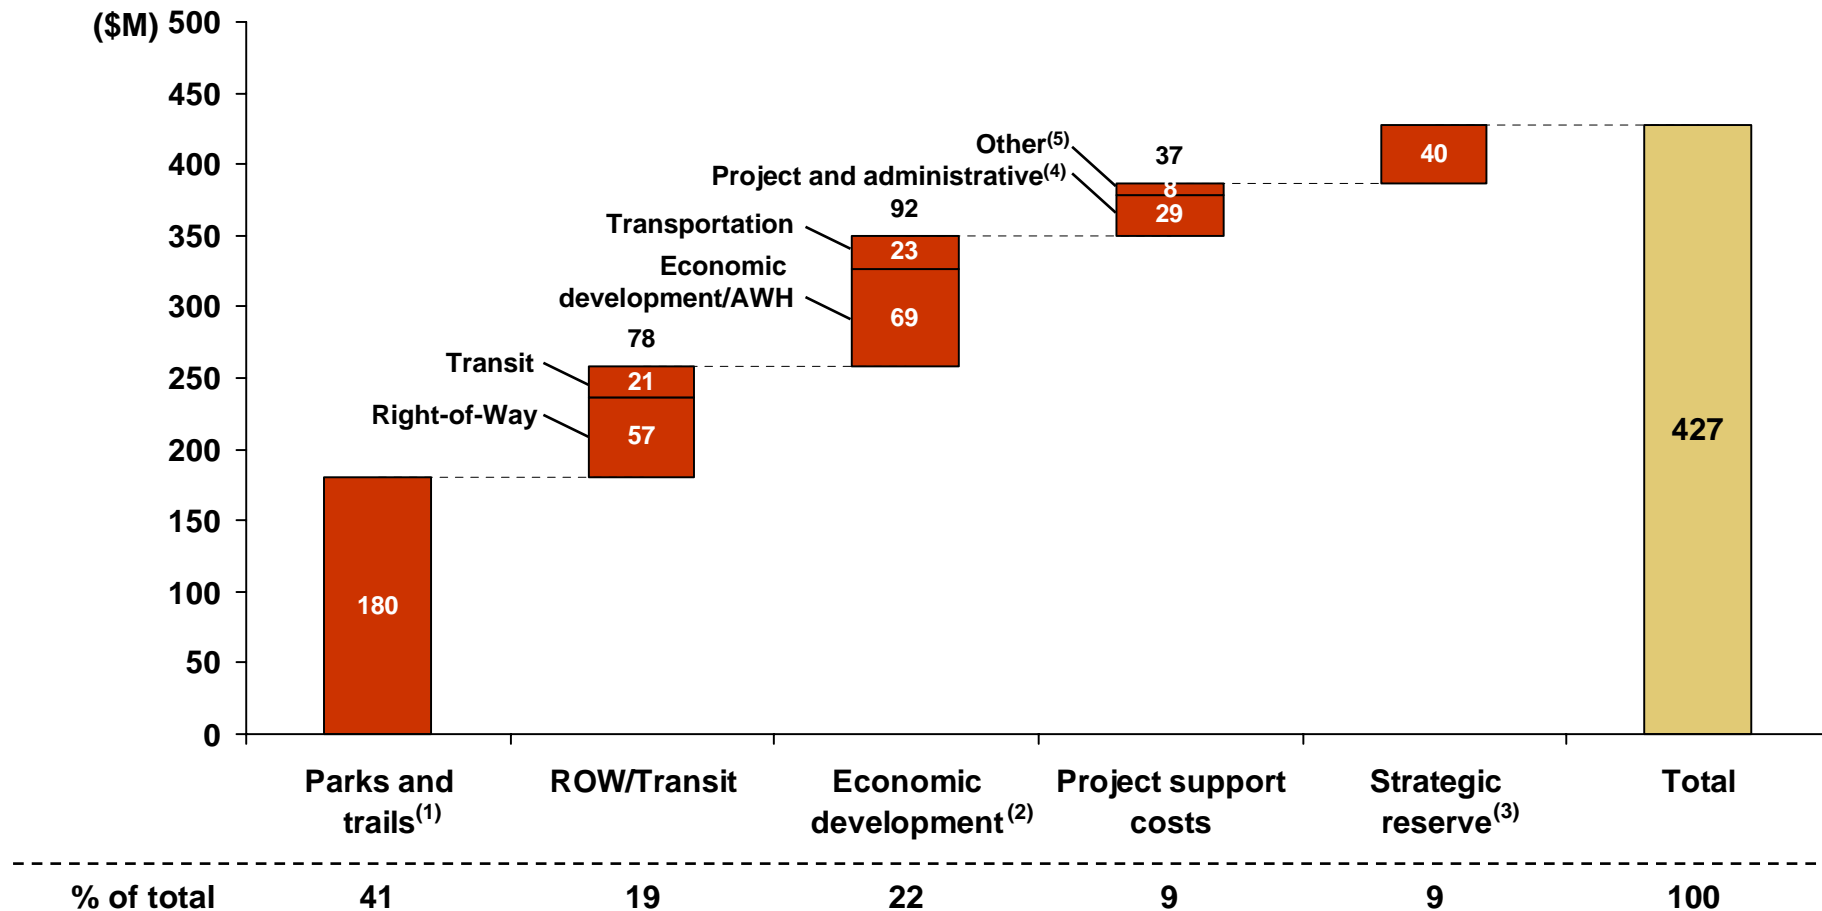 ($M) 500
450
400
350
300
250
200
150
100
50
0
Other(5)
37
Project and administrative(4)
8
29
40
92
Transportation
23
Economic
development/AWH
69
78
Transit
21
Right-of-Way
57
180
427
Parks and
trails(1)
ROW/Transit
Economic
development(2)
Project support
costs
Strategic
reserve(3)
Total
% of total 41 19 22 9 9 100